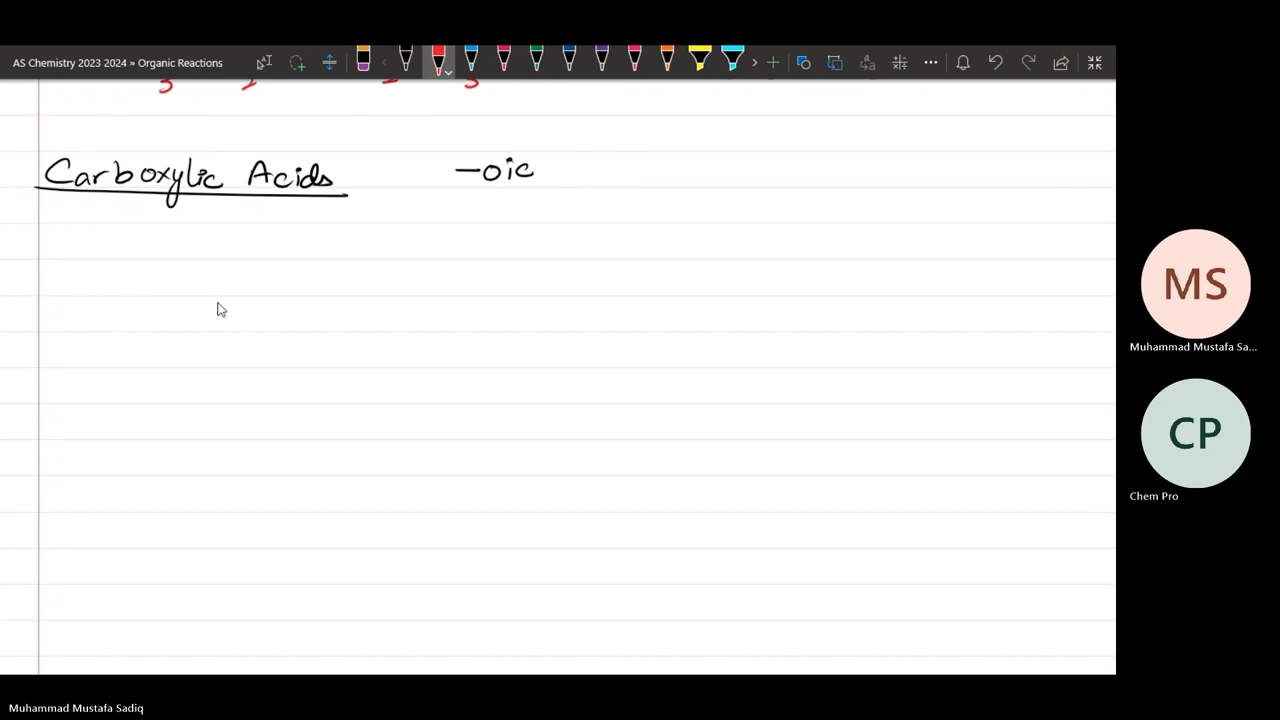 AS Chemistry 2023 2024 » Organic Reactions
Carboxylic Acids -oic
MS
Muhammad Mustafa Sa...
CP
Chem Pro
Muhammad Mustafa Sadiq